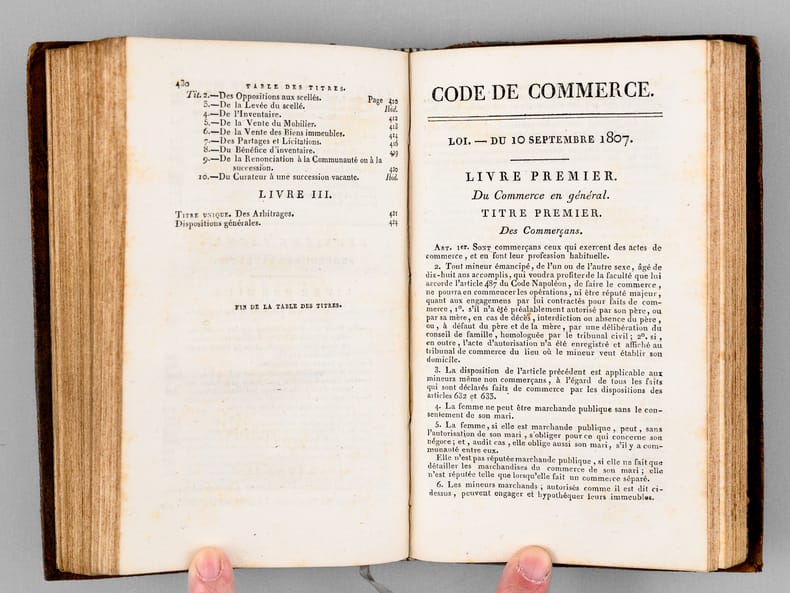 430 TABLE DES TITRES.
Tit. 2.—Des Oppositions aux scellés. Page 410
3.—De la Levée du scellé. Ibid.
4.—De l'Inventaire. 412
5.—De la Vente du Mobilier. 413
6.—De la Vente des Biens immeubles. 414
7.—Des Partages et Licitations. 416
8.—Du Bénéfice d'inventaire. 419
9.—De la Renonciation à la Communauté ou à la
succession. 420
10.—Du Curateur à une succession vacante. Ibid.
LIVRE III.
TITRE UNIQUE. Des Arbitrages. 421
Dispositions générales. 424
FIN DE LA TABLE DES TITRES.
CODE DE COMMERCE.
LOI. — DU 10 SEPTEMBRE 1807.
LIVRE PREMIER.
Du Commerce en général.
TITRE PREMIER.
Des Commerçans.
ART. 1er. SONT commerçans ceux qui exercent des actes de
commerce, et en font leur profession habituelle.
2. Tout mineur émancipé, de l'un ou de l'autre sexe, âgé de
dix-huit ans accomplis, qui voudra profiter de la faculté que lui
accorde l'article 487 du Code Napoléon, de faire le commerce,
ne pourra en commencer les opérations, ni être réputé majeur,
quant aux engagemens par lui contractés pour faits de com-
merce, 1°. s'il n'a été préalablement autorisé par son père, ou
par sa mère, en cas de décès, interdiction ou absence du père,
ou, à défaut du père et de la mère, par une délibération du
conseil de famille, homologuée par le tribunal civil; 2°. si,
en outre, l'acte d'autorisation n'a été enregistré et affiché au
tribunal de commerce du lieu où le mineur veut établir son
domicile.
3. La disposition de l'article précédent est applicable aux
mineurs même non commerçans, à l'égard de tous les faits
qui sont déclarés faits de commerce par les dispositions des
articles 632 et 633.
4. La femme ne peut être marchande publique sans le con-
sentement de son mari.
5. La femme, si elle est marchande publique, peut, sans
l'autorisation de son mari, s'obliger pour ce qui concerne son
négoce; et, audit cas, elle oblige aussi son mari, s'il y a com-
munauté entre eux.
Elle n'est pas réputée marchande publique, si elle ne fait que
détailler les marchandises du commerce de son mari; elle
n'est réputée telle que lorsqu'elle fait un commerce séparé.
6. Les mineurs marchands, autorisés comme il est dit ci-
dessus, peuvent engager et hypothéquer leurs immeubles.